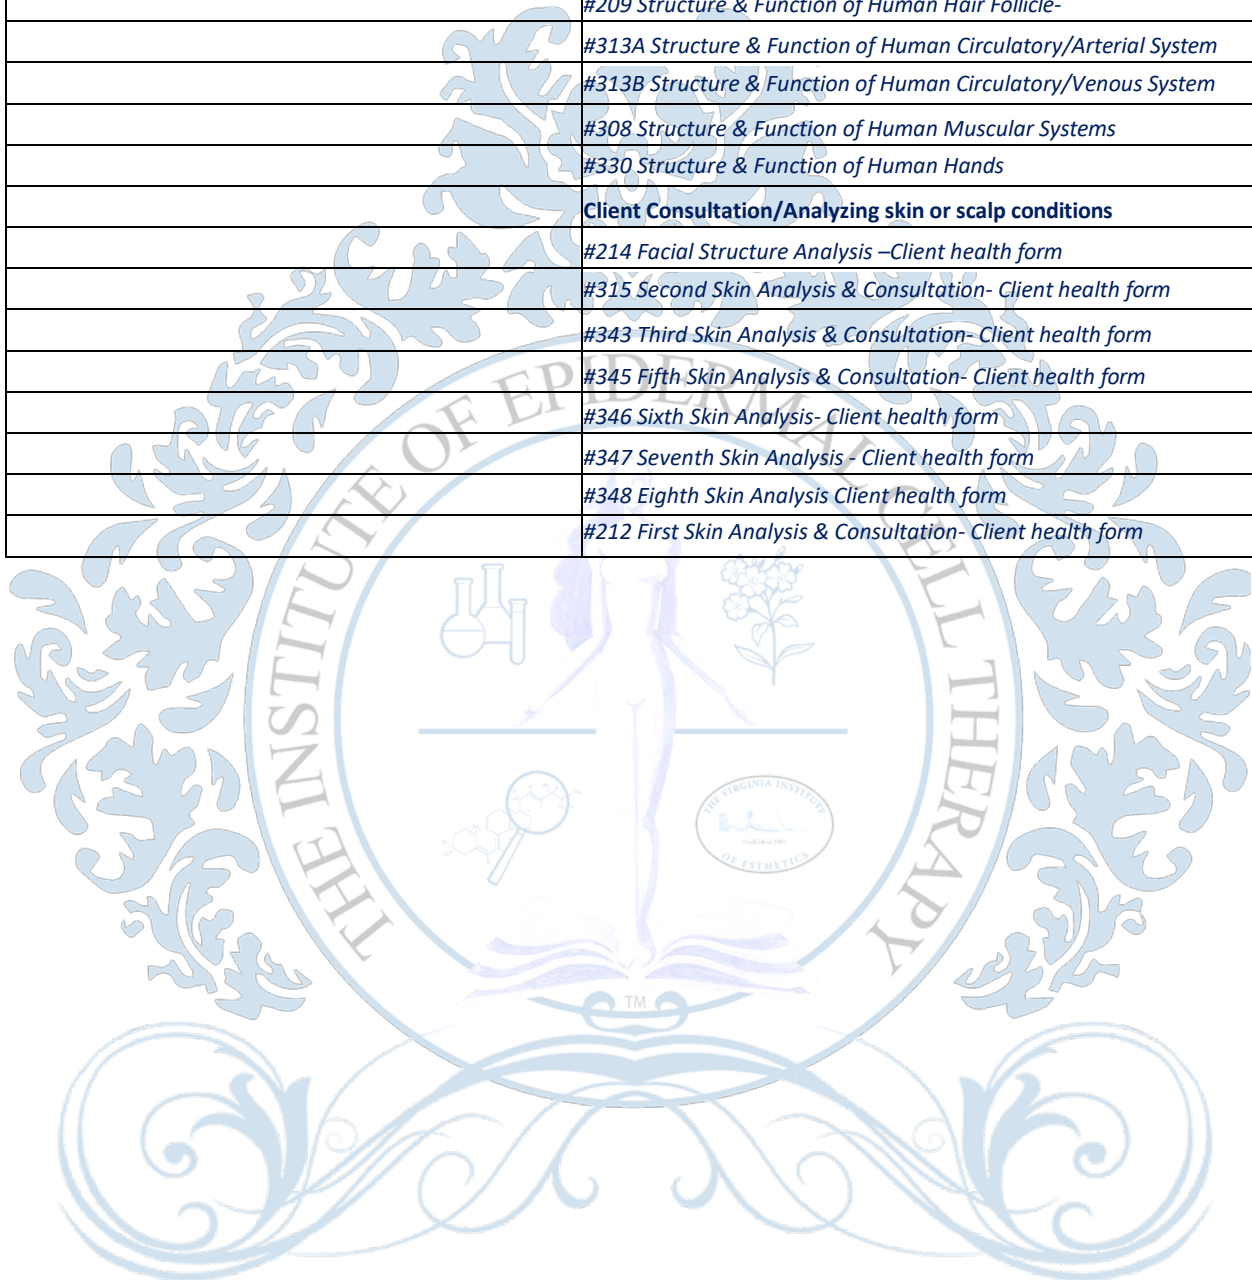 #209 Structure & Function of Human Hair Follicle-
#313A Structure & Function of Human Circulatory/Arterial System
#313B Structure & Function of Human Circulatory/Venous System
#308 Structure & Function of Human Muscular Systems
#330 Structure & Function of Human Hands
Client Consultation/Analyzing skin or scalp conditions
#214 Facial Structure Analysis –Client health form
#315 Second Skin Analysis & Consultation- Client health form
#343 Third Skin Analysis & Consultation- Client health form
#345 Fifth Skin Analysis & Consultation- Client health form
#346 Sixth Skin Analysis- Client health form
#347 Seventh Skin Analysis - Client health form
#348 Eighth Skin Analysis Client health form
#212 First Skin Analysis & Consultation- Client health form
THE INSTITUTE OF EPIDERMAL CELL THERAPY
THE VIRGINIA INSTITUTE
OF ESTHETICS
TM